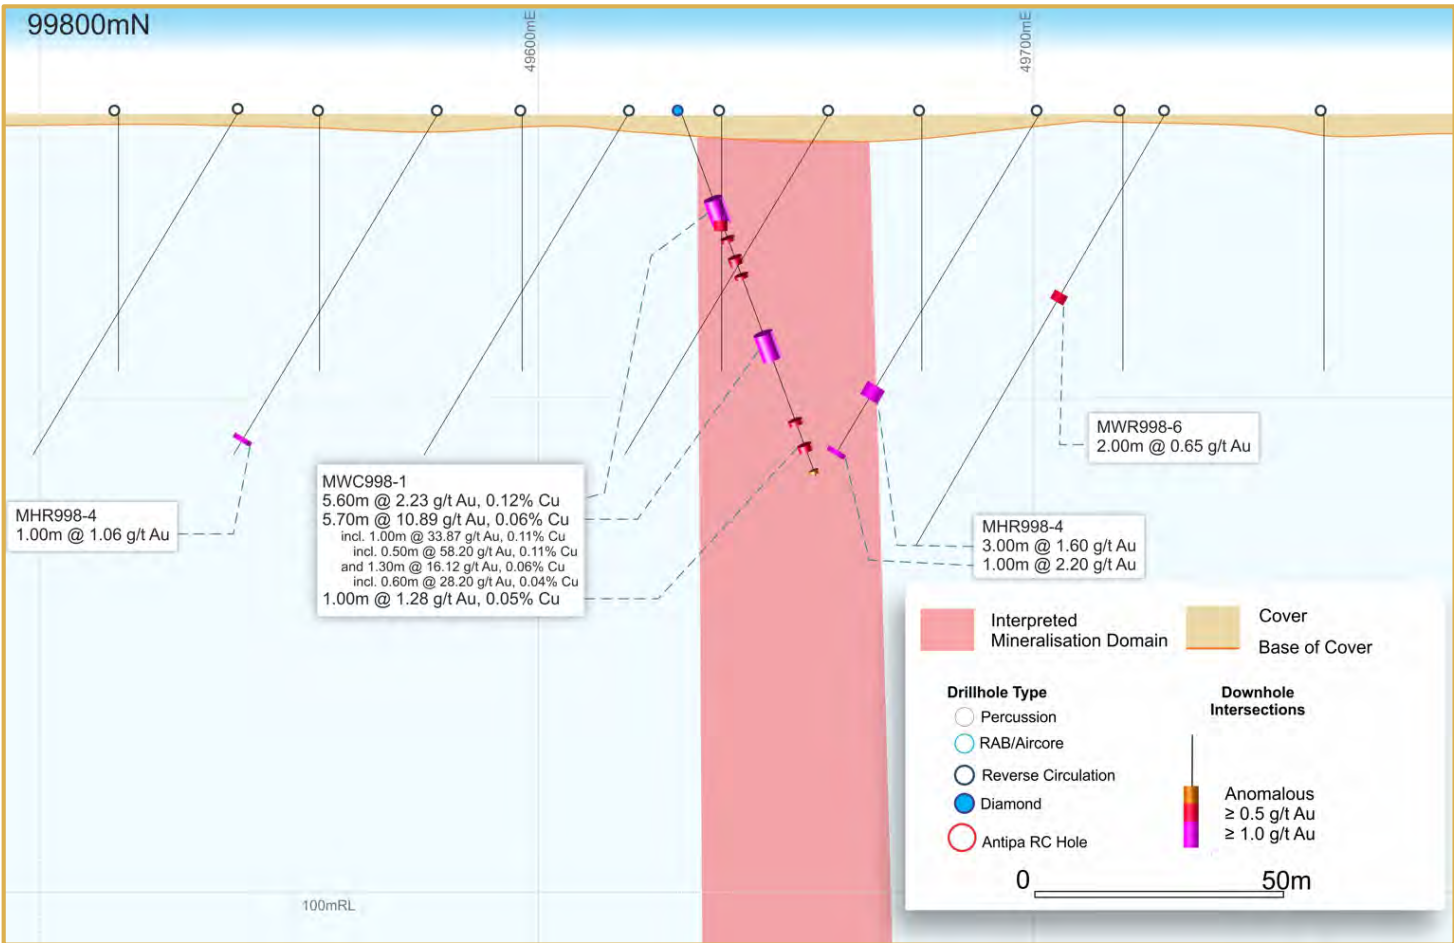 99800mN
49600mE
49700mE
MWR998-6
2.00m @ 0.65 g/t Au
MWC998-1
5.60m @ 2.23 g/t Au, 0.12% Cu
5.70m @ 10.89 g/t Au, 0.06% Cu
incl. 1.00m @ 33.87 g/t Au, 0.11% Cu
incl. 0.50m @ 58.20 g/t Au, 0.11% Cu
and 1.30m @ 16.12 g/t Au, 0.06% Cu
incl. 0.60m @ 28.20 g/t Au, 0.04% Cu
1.00m @ 1.28 g/t Au, 0.05% Cu
MHR998-4
1.00m @ 1.06 g/t Au
MHR998-4
3.00m @ 1.60 g/t Au
1.00m @ 2.20 g/t Au
Interpreted
Mineralisation Domain
Cover
Base of Cover
Drillhole Type
Percussion
RAB/Aircore
Reverse Circulation
Diamond
Antipa RC Hole
Downhole
Intersections
Anomalous
≥ 0.5 g/t Au
≥ 1.0 g/t Au
0 50m
100mRL